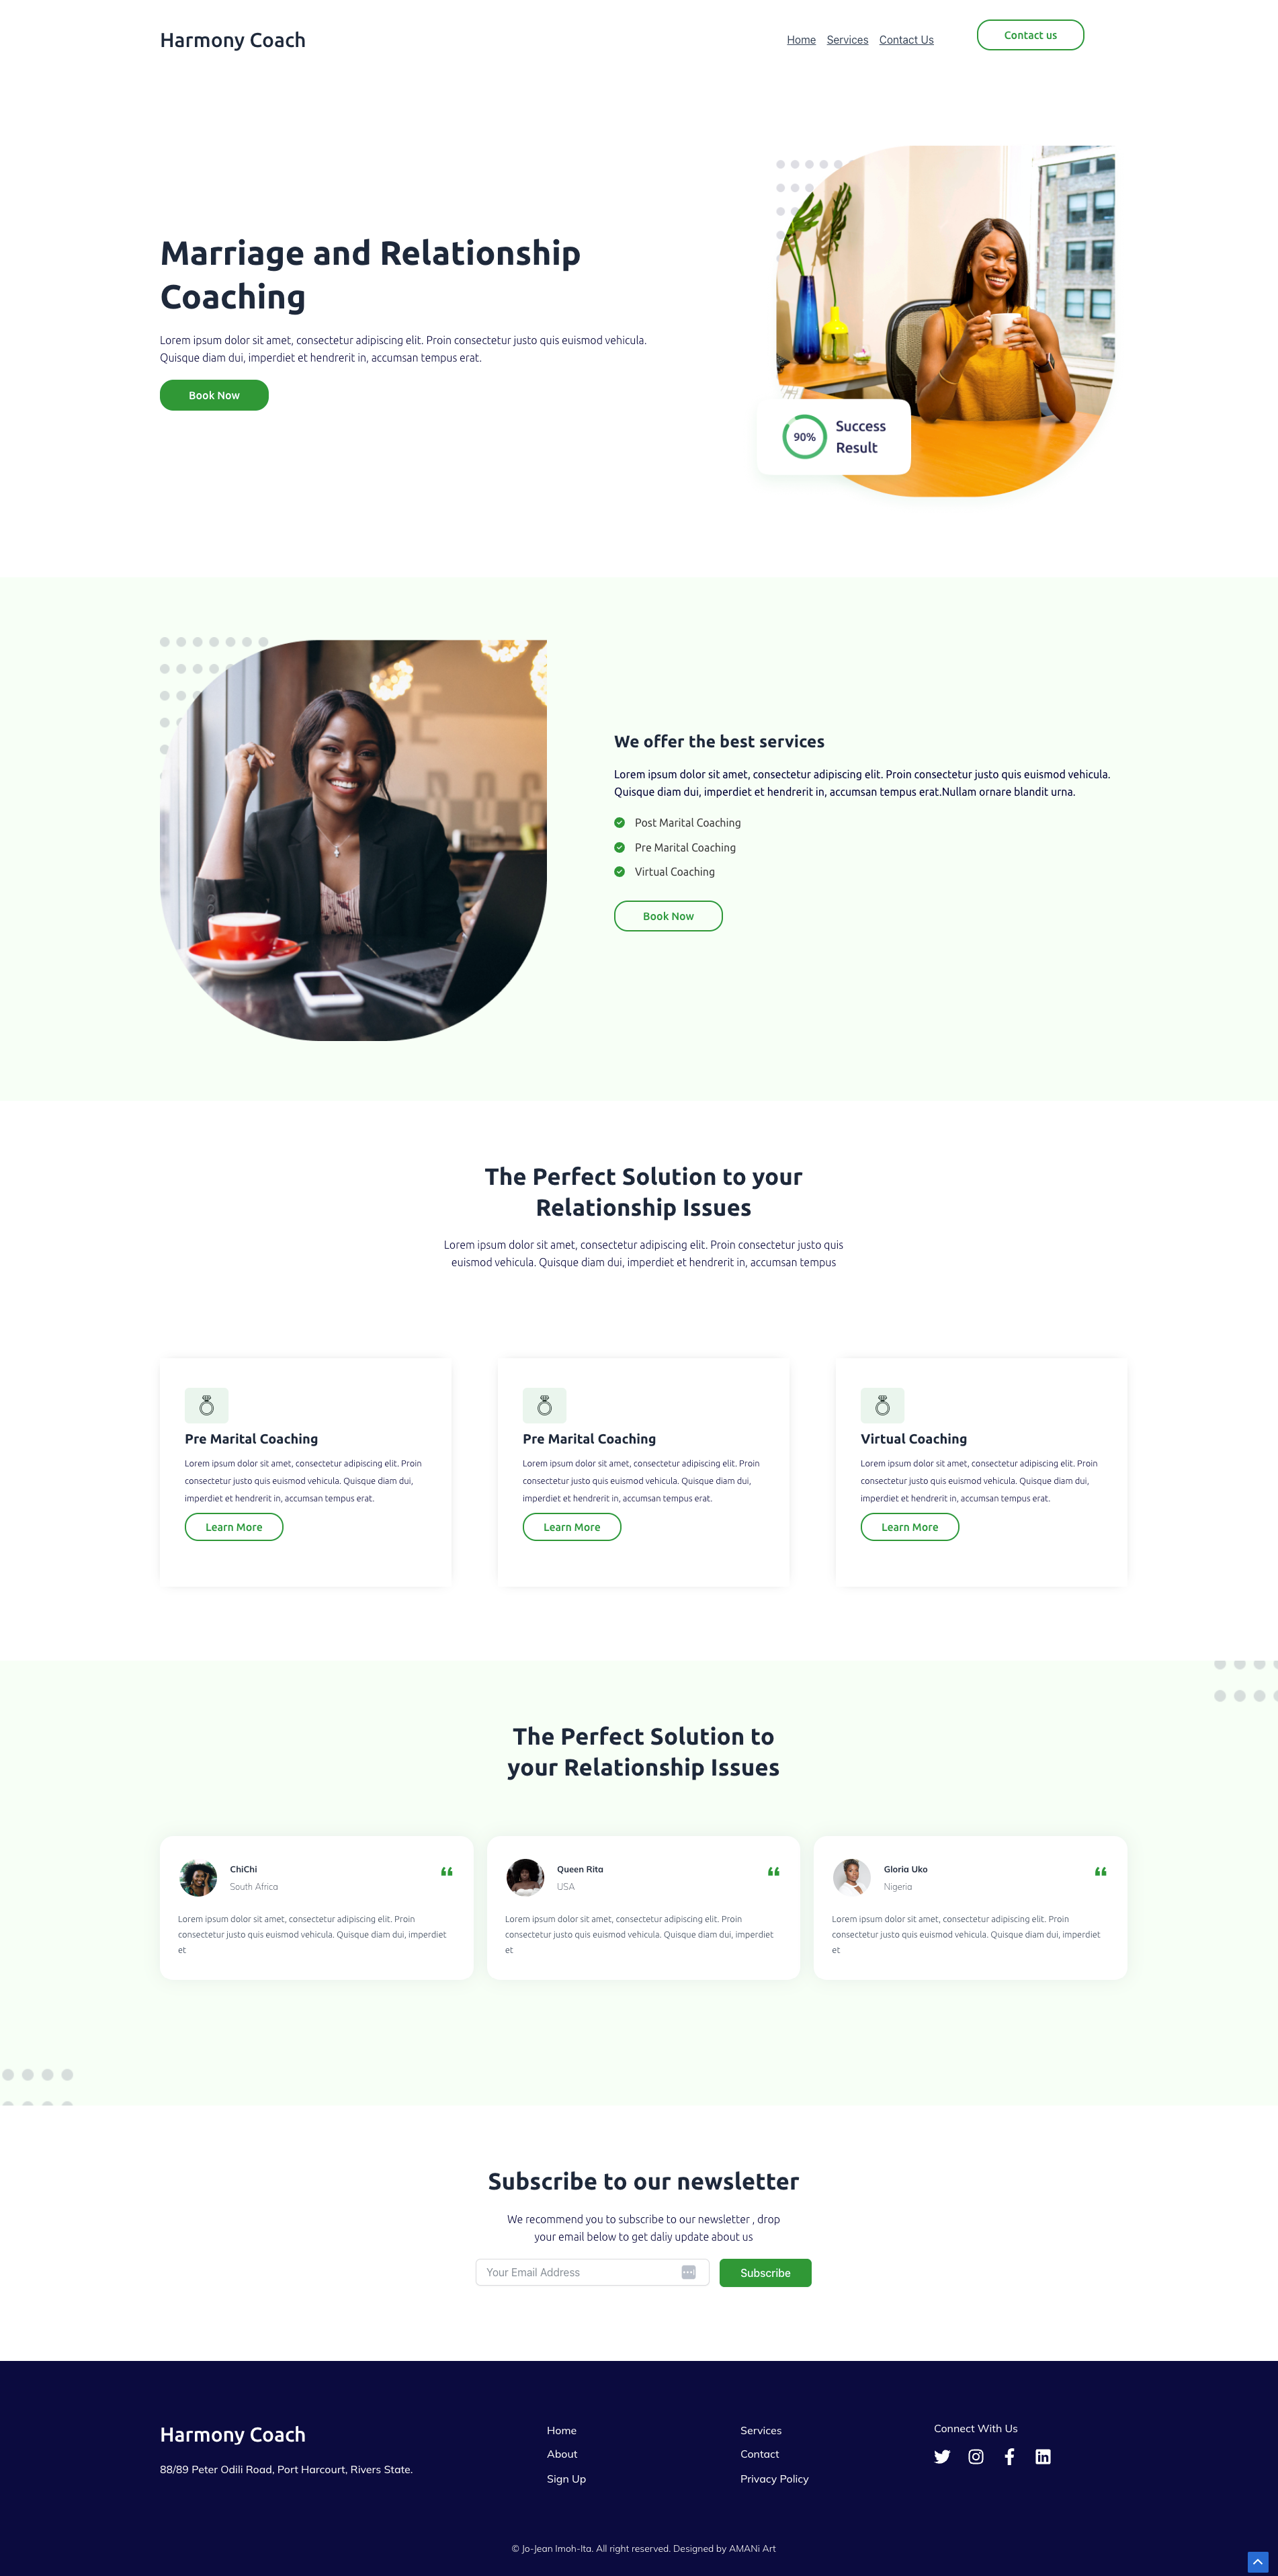 Harmony Coach
Home Services Contact Us
Contact us
Marriage and Relationship
Coaching
Lorem ipsum dolor sit amet, consectetur adipiscing elit. Proin consectetur justo quis euismod vehicula.
Quisque diam dui, imperdiet et hendrerit in, accumsan tempus erat.
Book Now
90%
Success
Result
We offer the best services
Lorem ipsum dolor sit amet, consectetur adipiscing elit. Proin consectetur justo quis euismod vehicula.
Quisque diam dui, imperdiet et hendrerit in, accumsan tempus erat.Nullam ornare blandit urna.
Post Marital Coaching
Pre Marital Coaching
Virtual Coaching
Book Now
The Perfect Solution to your
Relationship Issues
Lorem ipsum dolor sit amet, consectetur adipiscing elit. Proin consectetur justo quis
euismod vehicula. Quisque diam dui, imperdiet et hendrerit in, accumsan tempus
Pre Marital Coaching
Lorem ipsum dolor sit amet, consectetur adipiscing elit. Proin
consectetur justo quis euismod vehicula. Quisque diam dui,
imperdiet et hendrerit in, accumsan tempus erat.
Learn More
Pre Marital Coaching
Lorem ipsum dolor sit amet, consectetur adipiscing elit. Proin
consectetur justo quis euismod vehicula. Quisque diam dui,
imperdiet et hendrerit in, accumsan tempus erat.
Learn More
Virtual Coaching
Lorem ipsum dolor sit amet, consectetur adipiscing elit. Proin
consectetur justo quis euismod vehicula. Quisque diam dui,
imperdiet et hendrerit in, accumsan tempus erat.
Learn More
The Perfect Solution to
your Relationship Issues
ChiChi
South Africa
Lorem ipsum dolor sit amet, consectetur adipiscing elit. Proin
consectetur justo quis euismod vehicula. Quisque diam dui, imperdiet
et
Queen Rita
USA
Lorem ipsum dolor sit amet, consectetur adipiscing elit. Proin
consectetur justo quis euismod vehicula. Quisque diam dui, imperdiet
et
Gloria Uko
Nigeria
Lorem ipsum dolor sit amet, consectetur adipiscing elit. Proin
consectetur justo quis euismod vehicula. Quisque diam dui, imperdiet
et
Subscribe to our newsletter
We recommend you to subscribe to our newsletter , drop
your email below to get daliy update about us
Your Email Address
Subscribe
Harmony Coach
88/89 Peter Odili Road, Port Harcourt, Rivers State.
Home
About
Sign Up
Services
Contact
Privacy Policy
Connect With Us
© Jo-Jean Imoh-Ita. All right reserved. Designed by AMANi Art